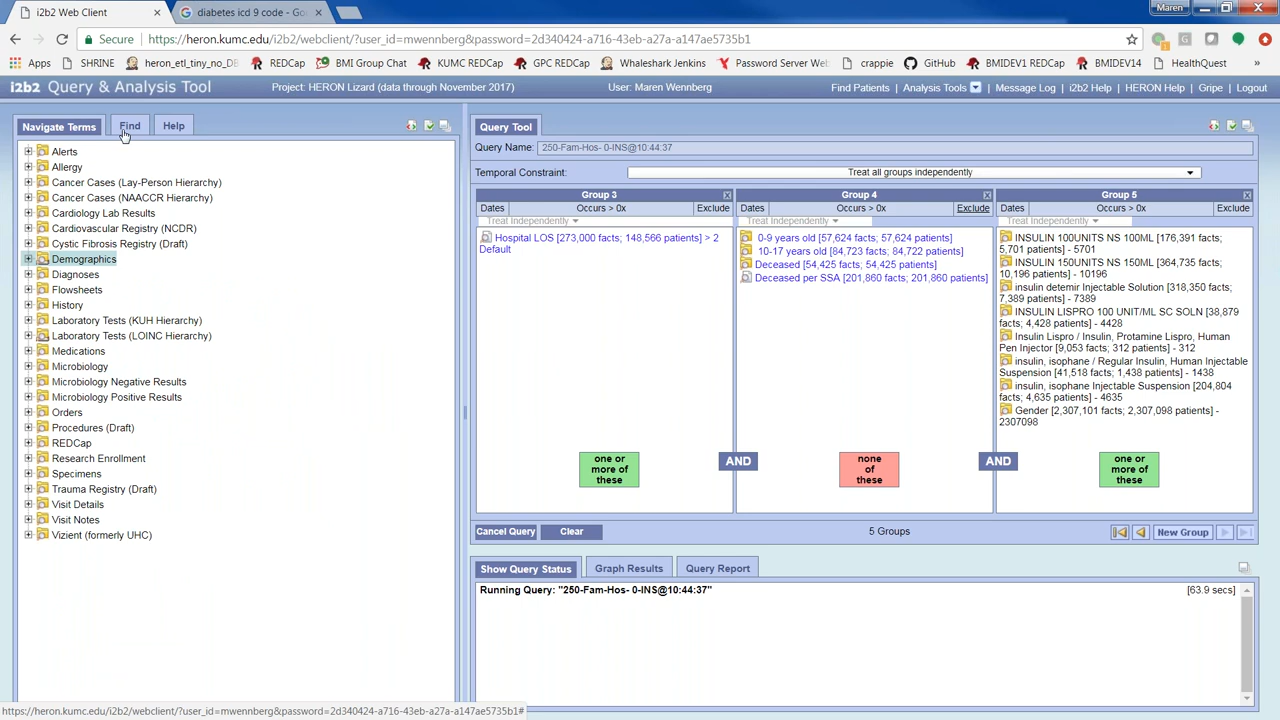 i2b2 Web Client
diabetes icd 9 code - Go
Maren
Secure
https://heron.kumc.edu/i2b2/webclient/?user_id=mwennberg&password=2d340424-a716-43eb-a27a-a147ae5735b1
Apps SHRINE heron_etl_tiny_no_DB REDCap BMI Group Chat KUMC REDCap GPC REDCap Whaleshark Jenkins Password Server Web crappie GitHub BMIDEV1 REDCap BMIDEV14 HealthQuest »
i2b2 Query & Analysis Tool
Project: HERON Lizard (data through November 2017)
User: Maren Wennberg
Find Patients | Analysis Tools | Message Log | i2b2 Help | HERON Help | Gripe | Logout
Navigate Terms Find Help
Alerts
Allergy
Cancer Cases (Lay-Person Hierarchy)
Cancer Cases (NAACCR Hierarchy)
Cardiology Lab Results
Cardiovascular Registry (NCDR)
Cystic Fibrosis Registry (Draft)
Demographics
Diagnoses
Flowsheets
History
Laboratory Tests (KUH Hierarchy)
Laboratory Tests (LOINC Hierarchy)
Medications
Microbiology
Microbiology Negative Results
Microbiology Positive Results
Orders
Procedures (Draft)
REDCap
Research Enrollment
Specimens
Trauma Registry (Draft)
Visit Details
Visit Notes
Vizient (formerly UHC)
Query Tool
Query Name: 250-Fam-Hos- 0-INS@10:44:37
Temporal Constraint: Treat all groups independently
Group 3
Dates Occurs > 0x Exclude
Treat Independently
Hospital LOS [273,000 facts; 148,566 patients] > 2
Default
one or
more of
these
AND
Group 4
Dates Occurs > 0x Exclude
Treat Independently
0-9 years old [57,624 facts; 57,624 patients]
10-17 years old [84,723 facts; 84,722 patients]
Deceased [54,425 facts; 54,425 patients]
Deceased per SSA [201,860 facts; 201,860 patients]
none
of
these
AND
Group 5
Dates Occurs > 0x Exclude
Treat Independently
INSULIN 100UNITS NS 100ML [176,391 facts;
5,701 patients] - 5701
INSULIN 150UNITS NS 150ML [364,735 facts;
10,196 patients] - 10196
insulin detemir Injectable Solution [318,350 facts;
7,389 patients] - 7389
INSULIN LISPRO 100 UNIT/ML SC SOLN [38,879
facts; 4,428 patients] - 4428
Insulin Lispro / Insulin, Protamine Lispro, Human
Pen Injector [9,053 facts; 312 patients] - 312
insulin, isophane / Regular Insulin, Human Injectable
Suspension [41,518 facts; 1,438 patients] - 1438
insulin, isophane Injectable Suspension [204,804
facts; 4,635 patients] - 4635
Gender [2,307,101 facts; 2,307,098 patients] -
2307098
one or
more of
these
Cancel Query Clear 5 Groups New Group
Show Query Status Graph Results Query Report
Running Query: "250-Fam-Hos- 0-INS@10:44:37" [63.9 secs]
https://heron.kumc.edu/i2b2/webclient/?user_id=mwennberg&password=2d340424-a716-43eb-a27a-a147ae5735b1#